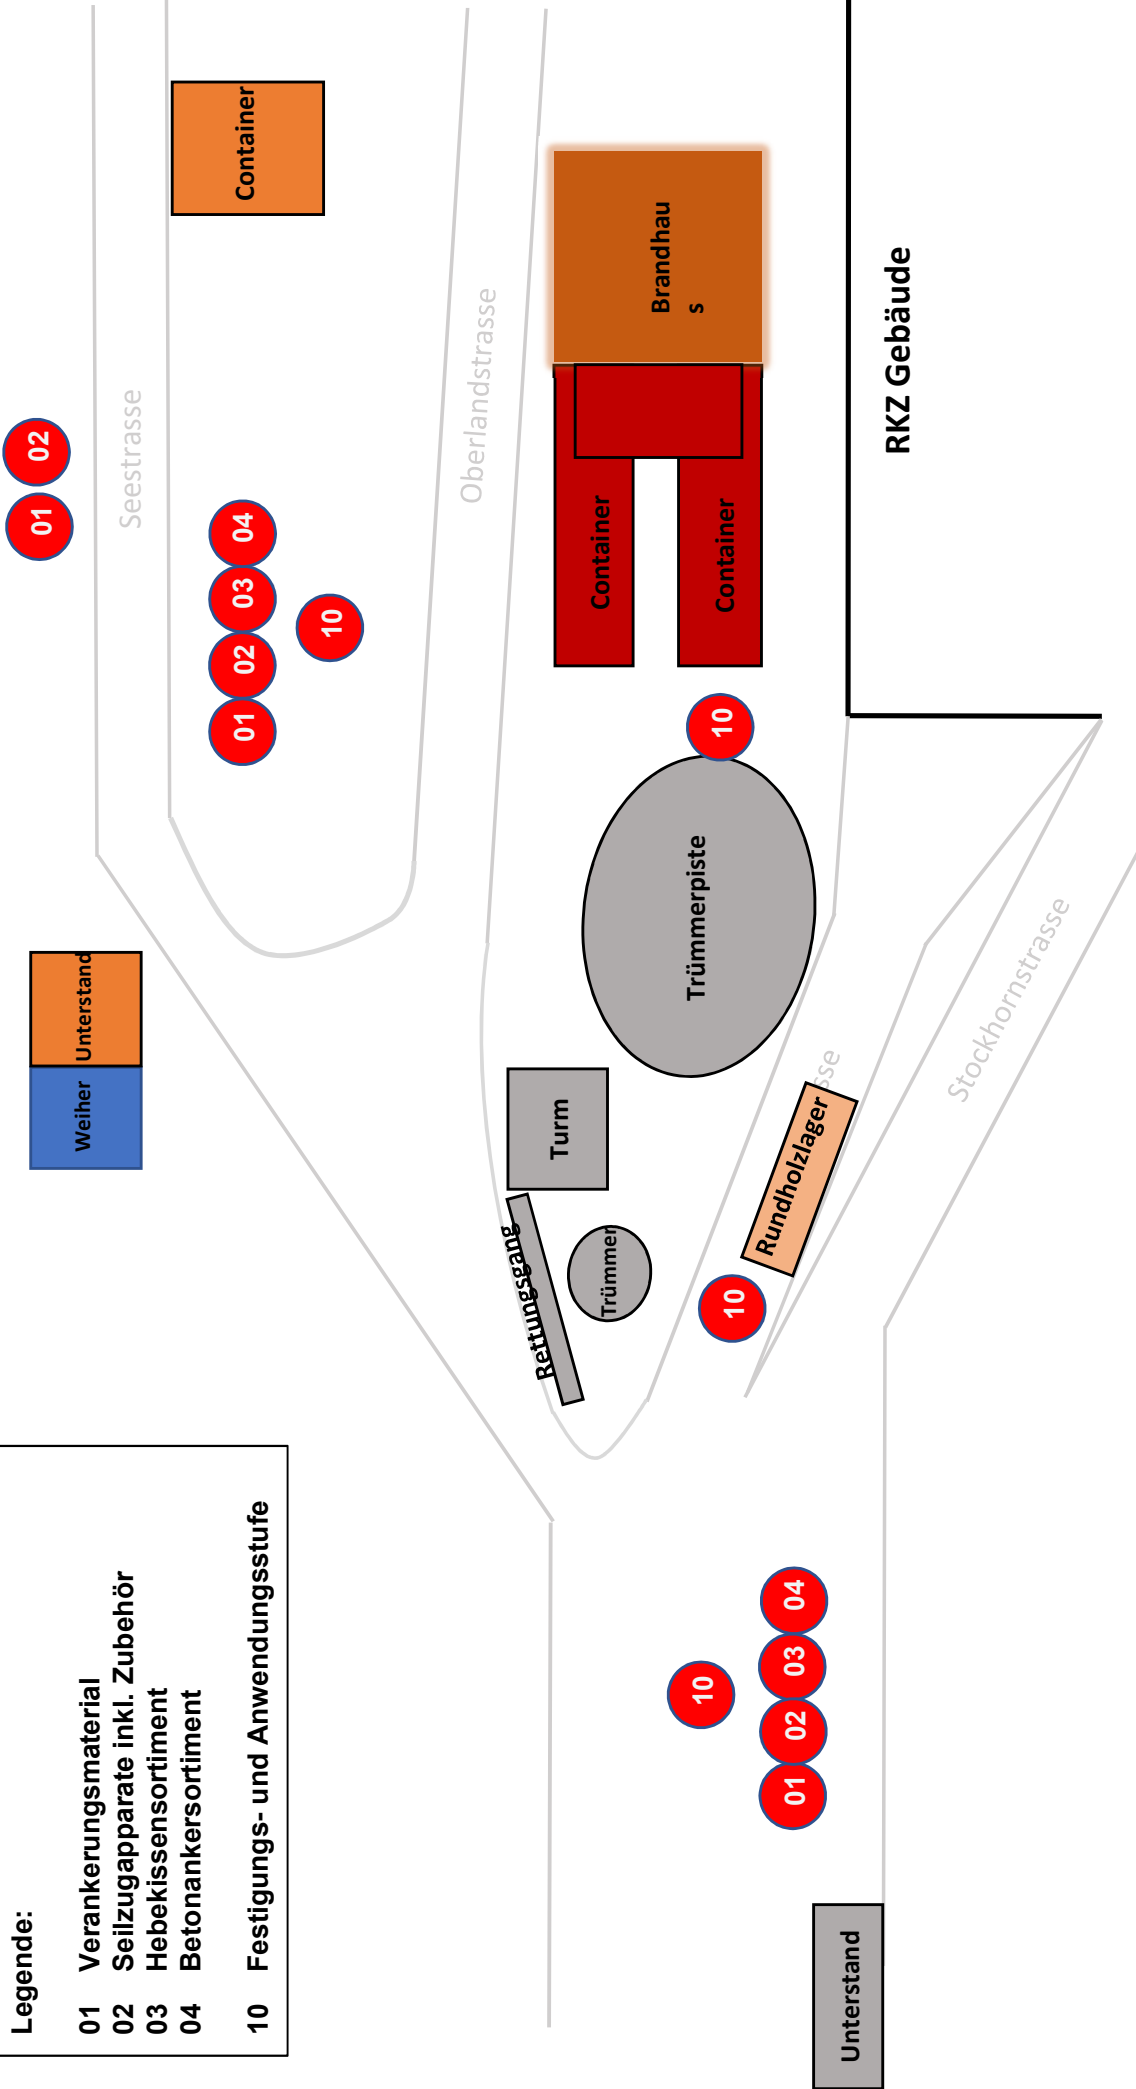 Legende:
01 Verankerungsmaterial
02 Seilzugapparate inkl. Zubehör
03 Hebekissensortiment
04 Betonankersortiment
10 Festigungs- und Anwendungsstufe
Weiher
Unterstand
01
02
Seestrasse
Container
01
02
03
04
10
Oberlandstrasse
Rettungsgang
Turm
Trümmer
Trümmerpiste
10
Container
Container
Brandhau
s
RKZ Gebäude
10
Rundholzlager
sse
Stockhornstrasse
10
01
02
03
04
Unterstand